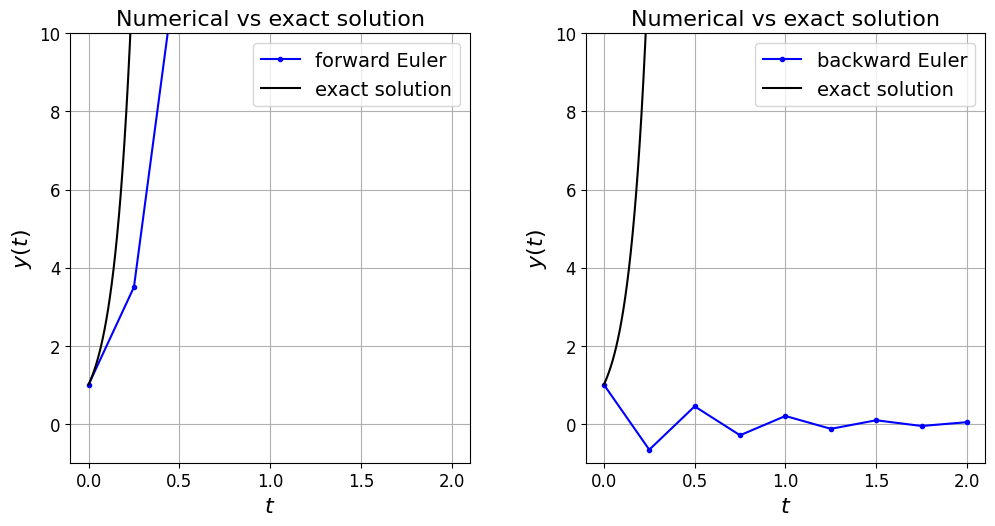 Numerical vs exact solution
y(t)
10
8
6
4
2
0
forward Euler
exact solution
0.0 0.5 1.0 1.5 2.0
t
Numerical vs exact solution
y(t)
10
8
6
4
2
0
backward Euler
exact solution
0.0 0.5 1.0 1.5 2.0
t